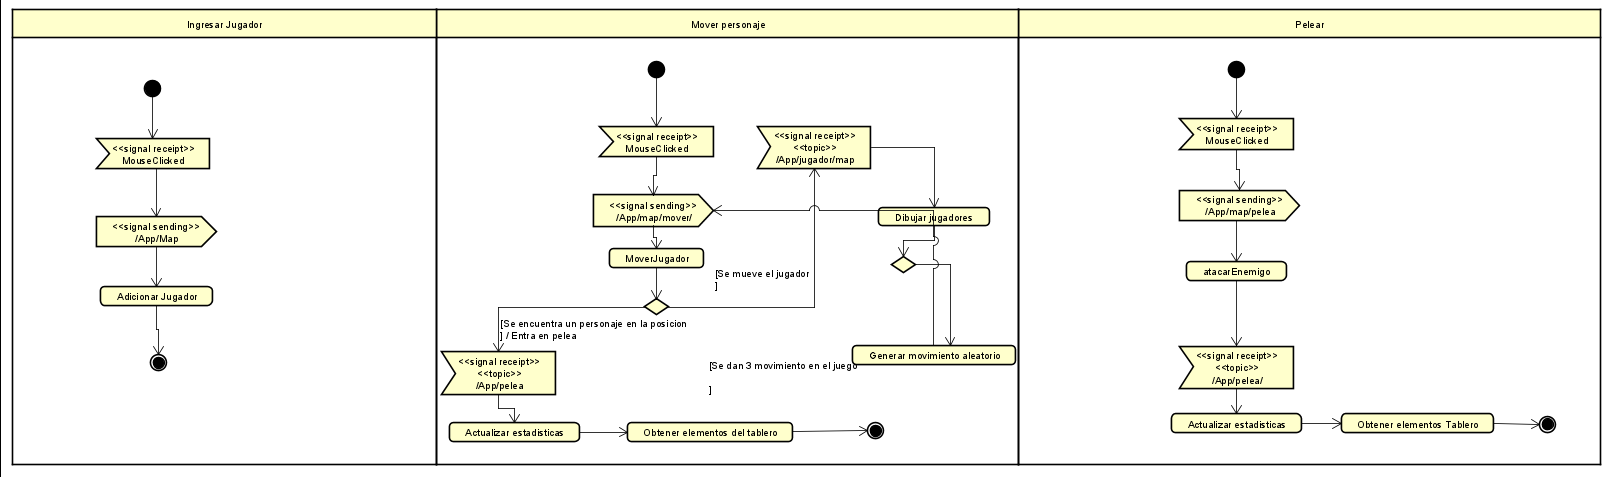 Ingresar Jugador
Mover personaje
Pelear
<<signal receipt>>
MouseClicked
<<signal sending>>
/App/Map
Adicionar Jugador
<<signal receipt>>
MouseClicked
<<signal sending>>
/App/map/mover/
MoverJugador
<<signal receipt>>
<<topic>>
/App/jugador/map
Dibujar jugadores
[Se mueve el jugador
]
[Se encuentra un personaje en la posicion
] / Entra en pelea
<<signal receipt>>
<<topic>>
/App/pelea
Generar movimiento aleatorio
[Se dan 3 movimiento en el juego
]
Actualizar estadisticas
Obtener elementos del tablero
<<signal receipt>>
MouseClicked
<<signal sending>>
/App/map/pelea
atacarEnemigo
<<signal receipt>>
<<topic>>
/App/pelea/
Actualizar estadisticas
Obtener elementos Tablero